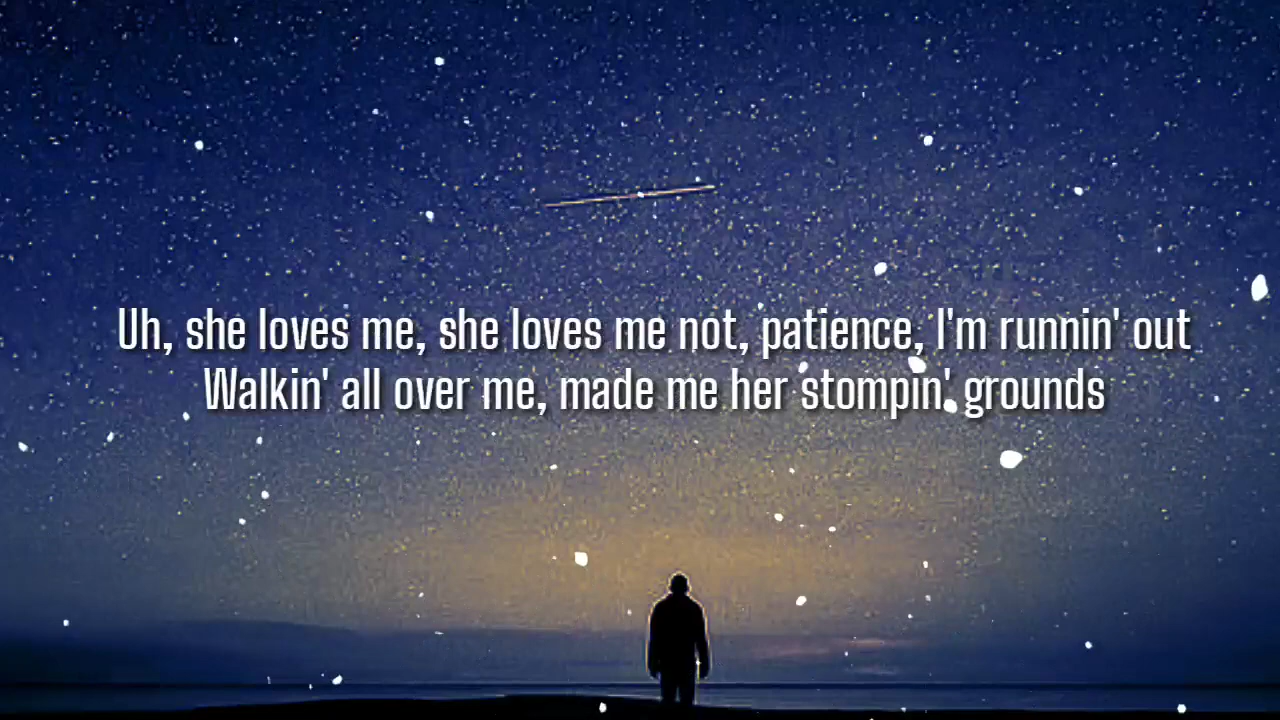 Uh, she loves me, she loves me not, patience, I'm runnin' out
Walkin' all over me, made me her stompin' grounds